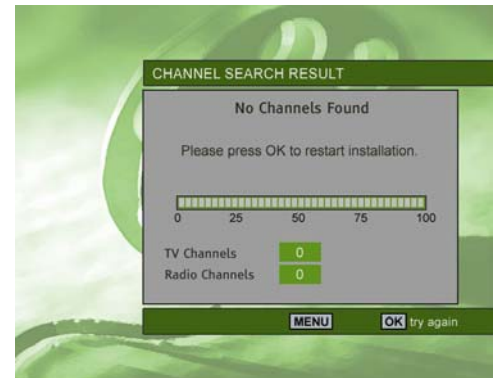 CHANNEL SEARCH RESULT
No Channels Found
Please press OK to restart installation.
0 25 50 75 100
TV Channels 0
Radio Channels 0
MENU OK try again